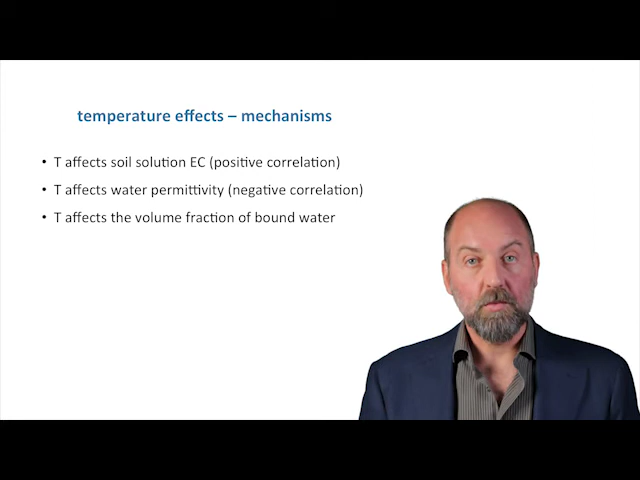 temperature effects – mechanisms
• T affects soil solution EC (positive correlation)
• T affects water permittivity (negative correlation)
• T affects the volume fraction of bound water